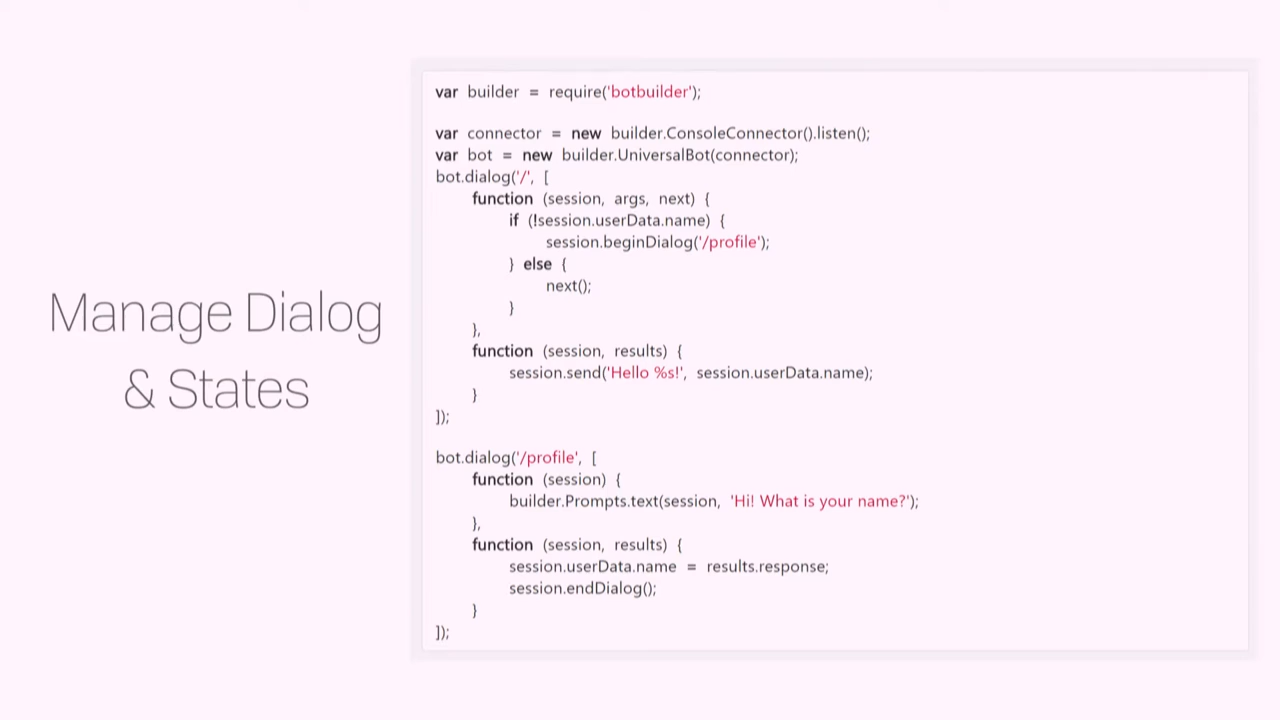 Manage Dialog
& States
var builder = require('botbuilder');
var connector = new builder.ConsoleConnector().listen();
var bot = new builder.UniversalBot(connector);
bot.dialog('/', [
function (session, args, next) {
if (!session.userData.name) {
session.beginDialog('/profile');
} else {
next();
}
},
function (session, results) {
session.send('Hello %s!', session.userData.name);
}
]);
bot.dialog('/profile', [
function (session) {
builder.Prompts.text(session, 'Hi! What is your name?');
},
function (session, results) {
session.userData.name = results.response;
session.endDialog();
}
]);